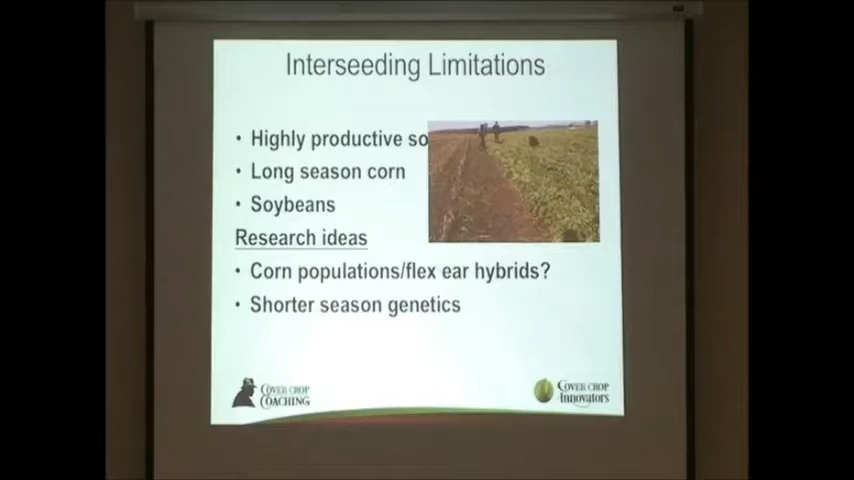 Interseeding Limitations
• Highly productive so
• Long season corn
• Soybeans
Research ideas
• Corn populations/flex ear hybrids?
• Shorter season genetics
COVER CROP
COACHING
COVER CROP
Innovators